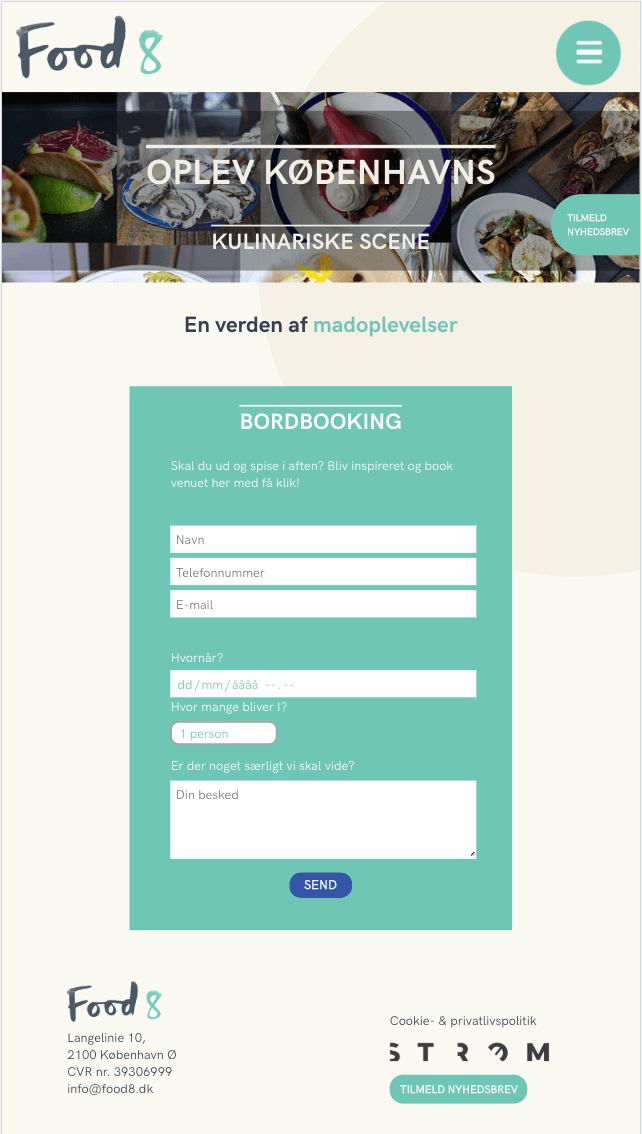 Food 8
OPLEV KØBENHAVNS
KULINARISKE SCENE
TILMELD
NYHEDSBREV
En verden af madoplevelser
BORDBOOKING
Skal du ud og spise i aften? Bliv inspireret og book
venuet her med få klik!
Navn
Telefonnummer
E-mail
Hvornår?
dd/mm/åååå --.--
Hvor mange bliver I?
1 person
Er der noget særligt vi skal vide?
Din besked
SEND
Food 8
Langelinie 10,
2100 København Ø
CVR nr. 39306999
info@food8.dk
Cookie- & privatlivspolitik
STRØM
TILMELD NYHEDSBREV